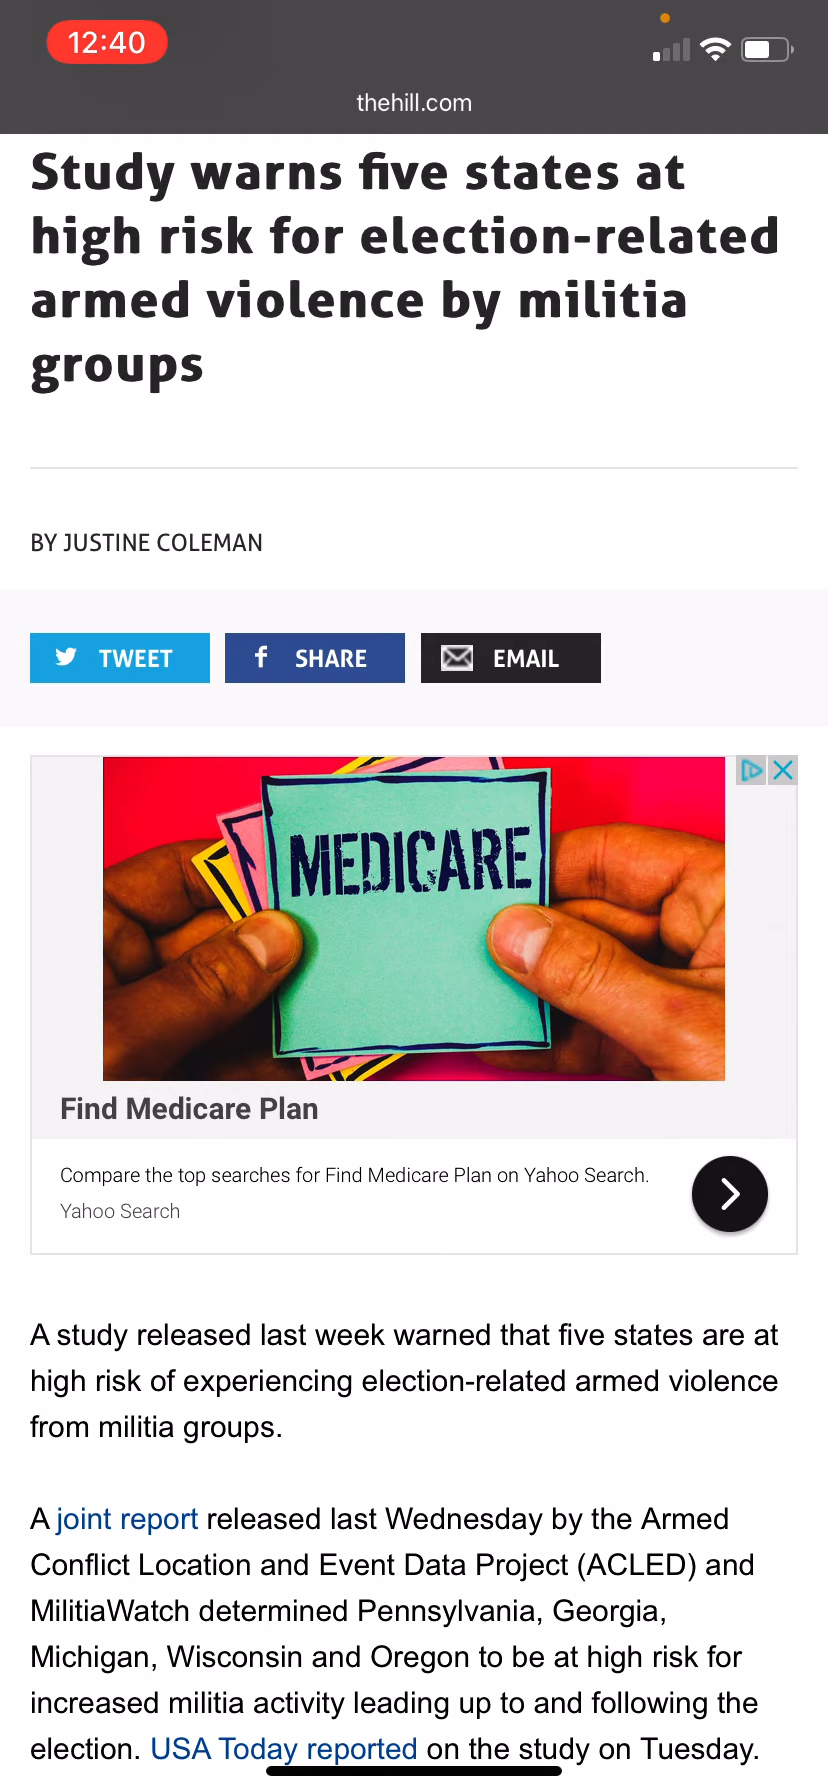 12:40
thehill.com
Study warns five states at
high risk for election-related
armed violence by militia
groups
BY JUSTINE COLEMAN
TWEET
f SHARE
EMAIL
MEDICARE
Find Medicare Plan
Compare the top searches for Find Medicare Plan on Yahoo Search.
Yahoo Search
A study released last week warned that five states are at
high risk of experiencing election-related armed violence
from militia groups.
A joint report released last Wednesday by the Armed
Conflict Location and Event Data Project (ACLED) and
MilitiaWatch determined Pennsylvania, Georgia,
Michigan, Wisconsin and Oregon to be at high risk for
increased militia activity leading up to and following the
election. USA Today reported on the study on Tuesday.